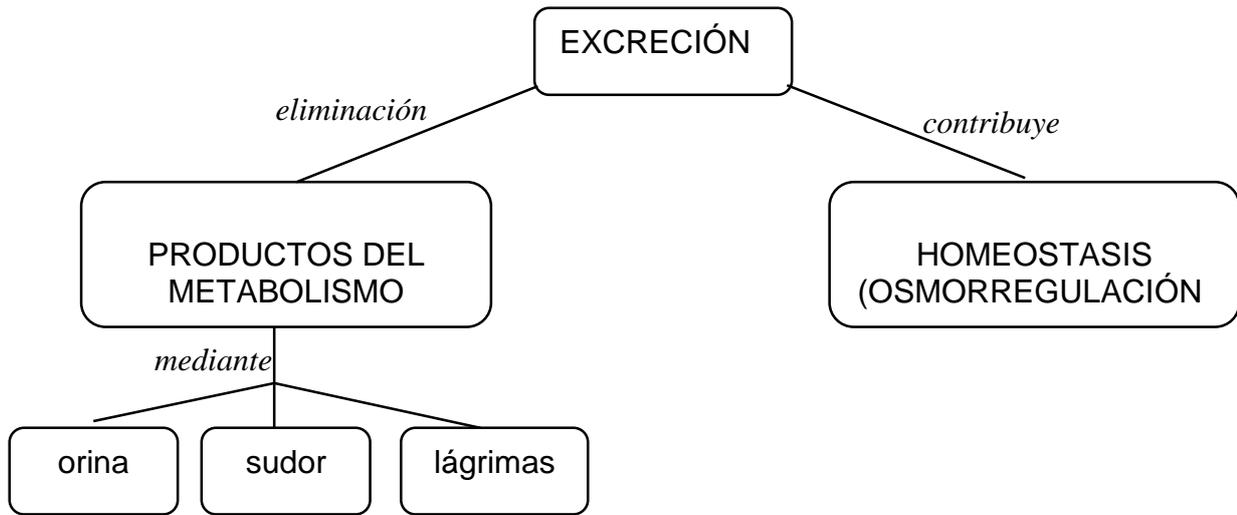 EXCRECIÓN
eliminación
contribuye
PRODUCTOS DEL
METABOLISMO
HOMEOSTASIS
(OSMORREGULACIÓN
mediante
orina
sudor
lágrimas